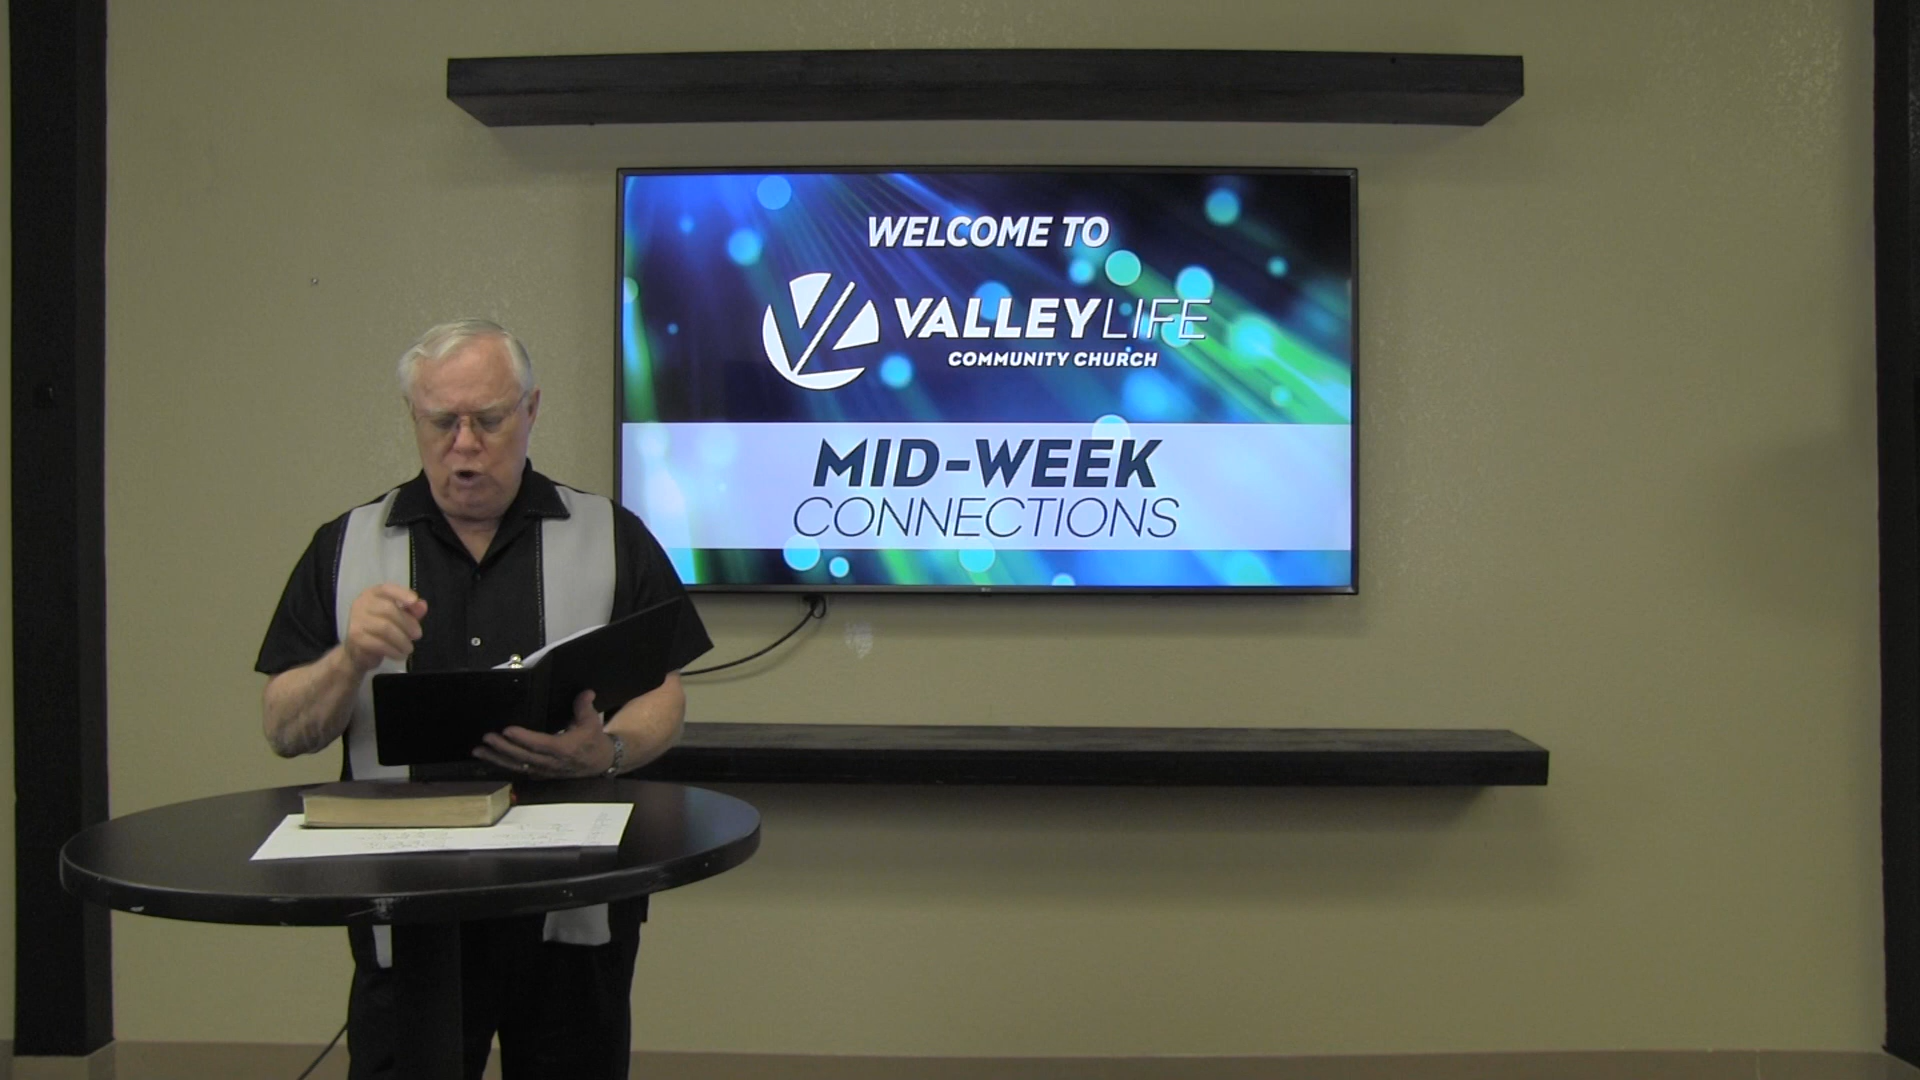 WELCOME TO
VALLEYLIFE
COMMUNITY CHURCH
MID-WEEK
CONNECTIONS